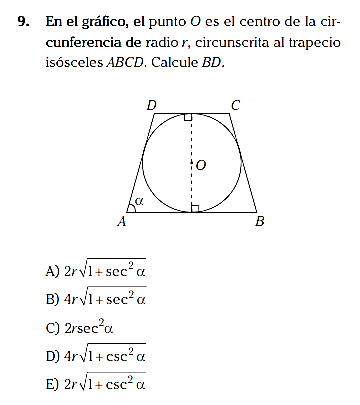 9. En el gráfico, el punto O es el centro de la cir-
cunferencia de radio r, circunscrita al trapecio
isósceles ABCD. Calcule BD.
D C
O
α
A B
A) 2r√(1+sec²α)
B) 4r√(1+sec²α)
C) 2rsec²α
D) 4r√(1+csc²α)
E) 2r√(1+csc²α)